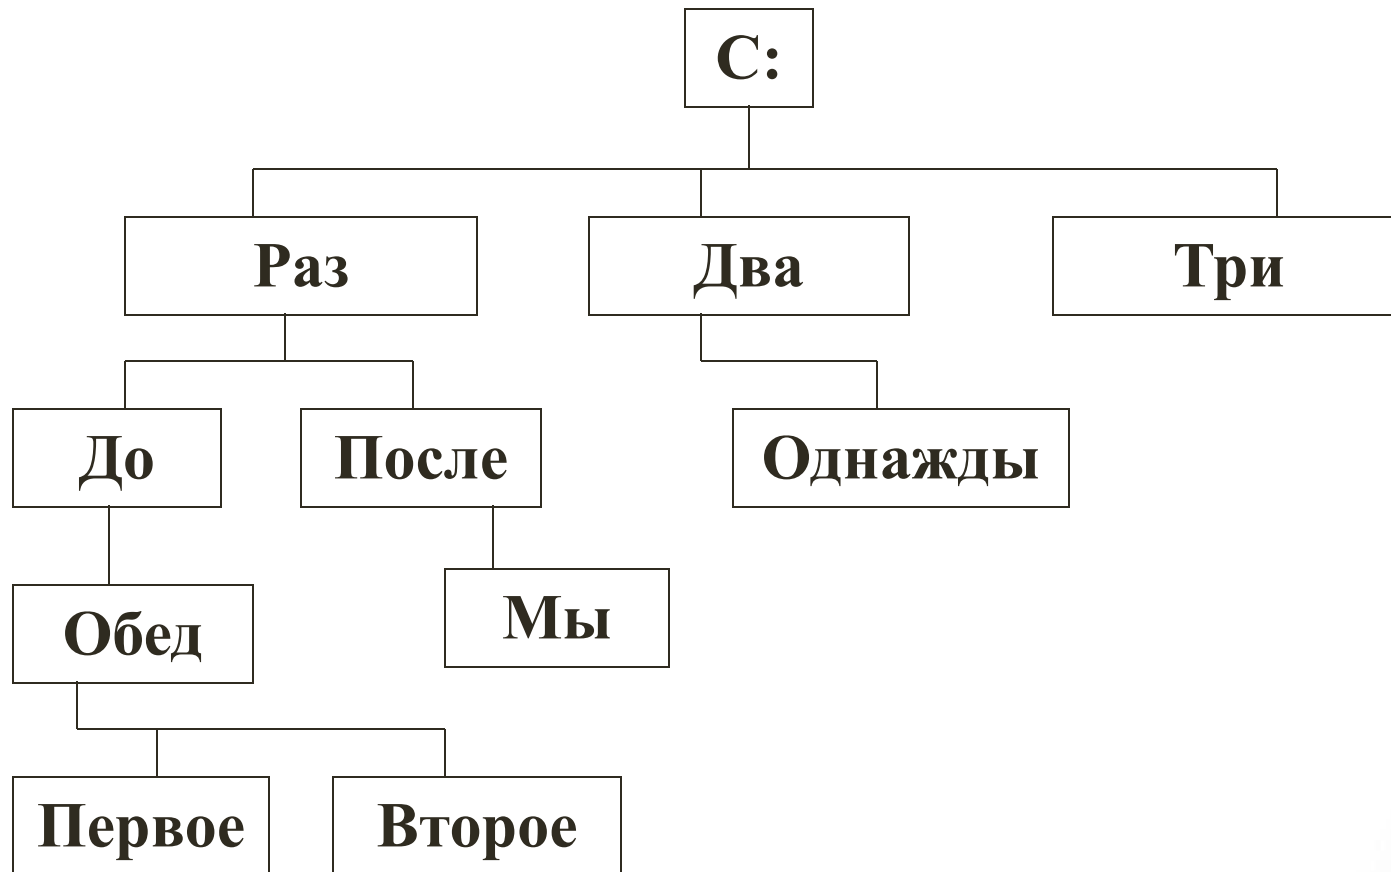 С:
Раз Два Три
До После Однажды
Обед Мы
Первое Второе